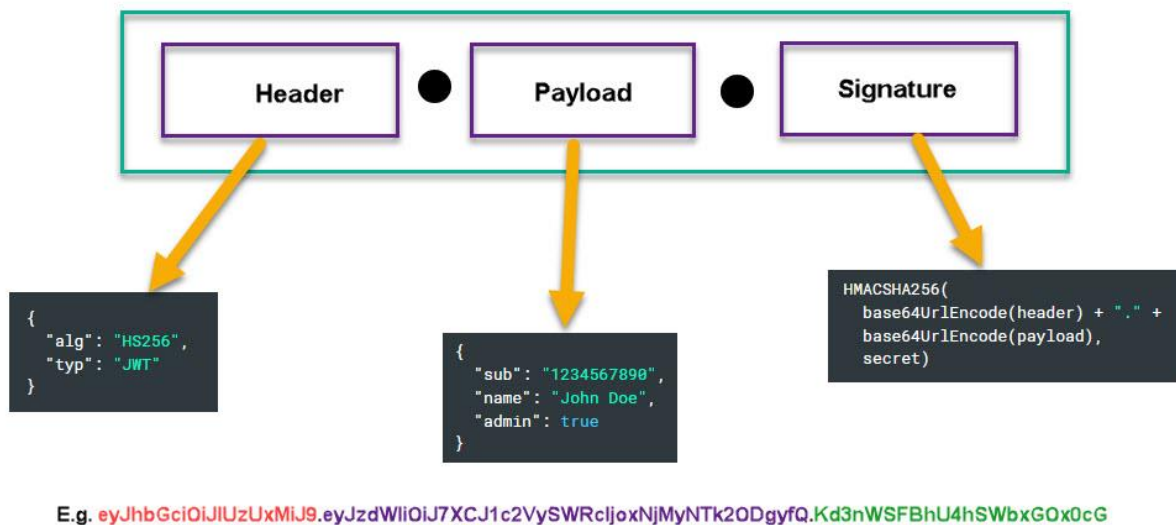 Header
Payload
Signature
{
"alg": "HS256",
"typ": "JWT"
}
{
"sub": "1234567890",
"name": "John Doe",
"admin": true
}
HMACSHA256(
base64UrlEncode(header) + "." +
base64UrlEncode(payload),
secret)
E.g. eyJhbGciOiJIUzUxMiJ9.eyJzdWIiOiJ7XCJ1c2VySWRcIjoxNjMyNTk2ODgyfQ.Kd3nWSFBhU4hSWbxGOx0cG